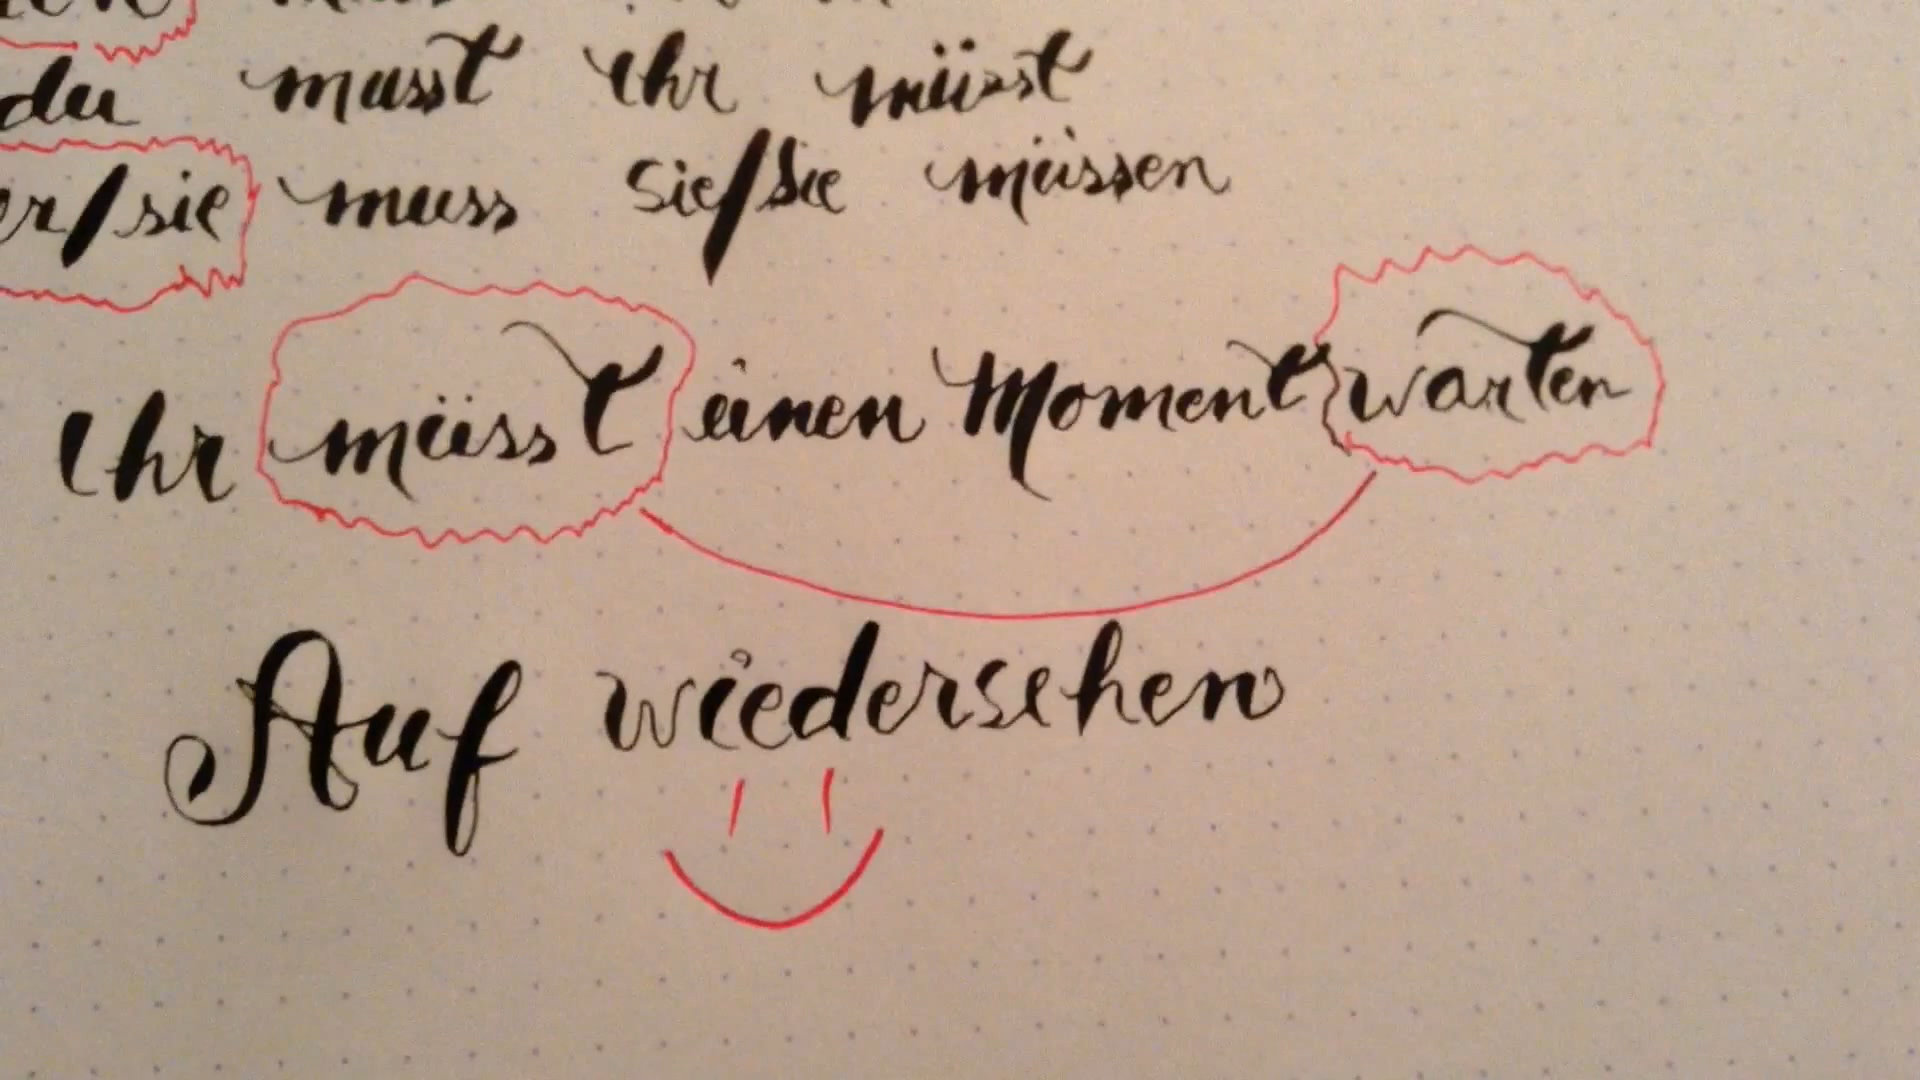 du musst ihr müsst
er/sie muss sie/Sie müssen
Ihr müsst einen Moment warten
Auf wiedersehen